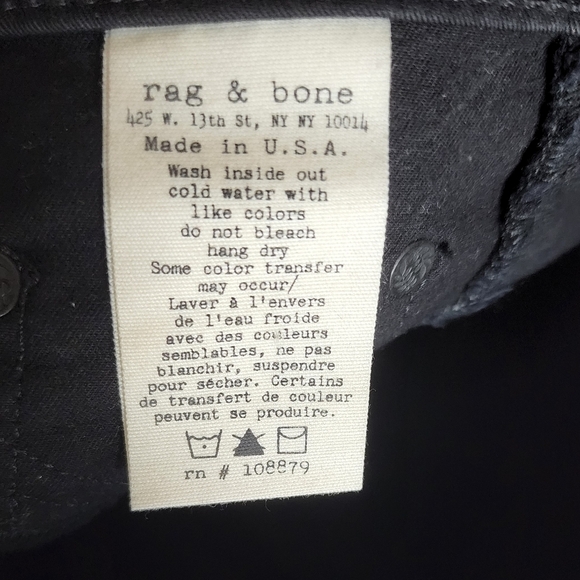 rag & bone
425 W. 13th St, NY NY 10014
Made in U.S.A.
Wash inside out
cold water with
like colors
do not bleach
hang dry
Some color transfer
may occur/
Laver à l'envers
de l'eau froide
avec des couleurs
semblables, ne pas
blanchir, suspendre
pour sécher. Certains
de transfert de couleur
peuvent se produire.
rn # 108879